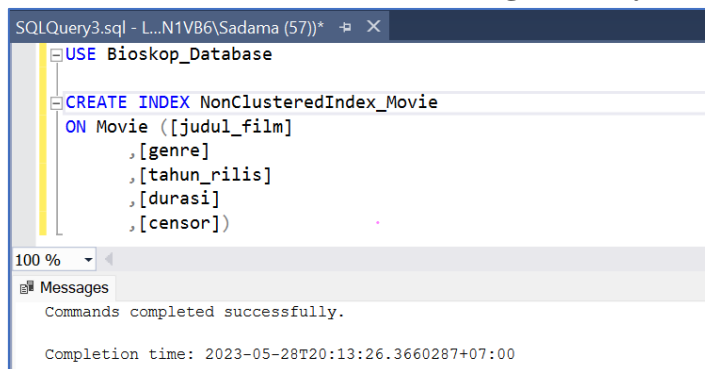 SQLQuery3.sql - L...N1VB6\Sadama (57))*
USE Bioskop_Database
CREATE INDEX NonClusteredIndex_Movie
ON Movie ([judul_film]
,[genre]
,[tahun_rilis]
,[durasi]
,[censor])
100 %
Messages
Commands completed successfully.
Completion time: 2023-05-28T20:13:26.3660287+07:00